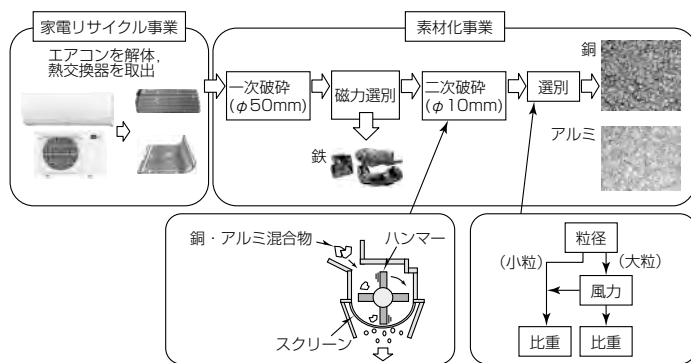 家電リサイクル事業
エアコンを解体，
熱交換器を取出
素材化事業
一次破砕
(φ50mm)
磁力選別
鉄
二次破砕
(φ10mm)
選別
銅
アルミ
銅・アルミ混合物
ハンマー
スクリーン
粒径
(小粒)
(大粒)
風力
比重
比重